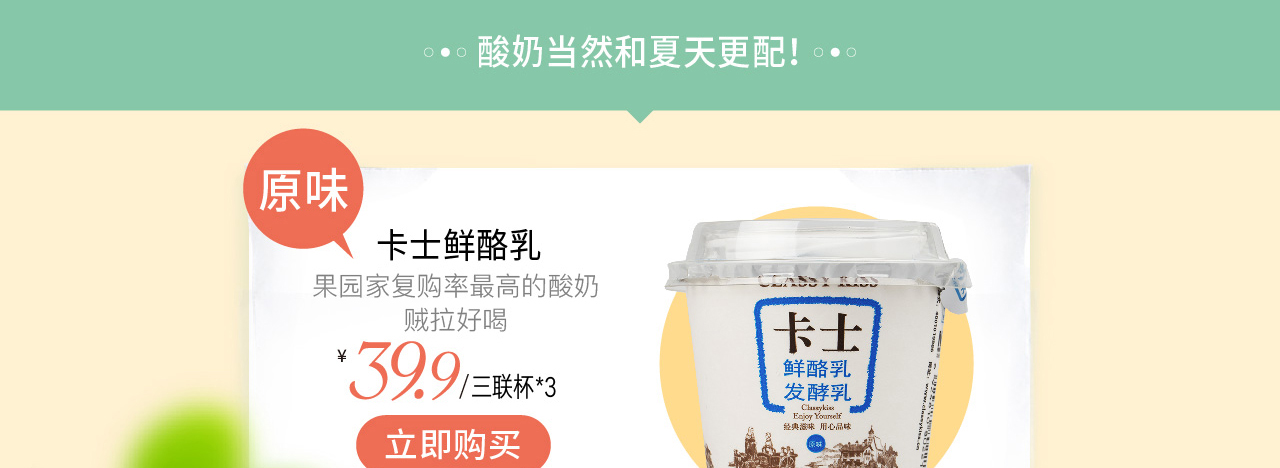 酸奶当然和夏天更配!
原味
卡士鲜酪乳
果园家复购率最高的酸奶
贼拉好喝
¥39.9/三联杯*3
立即购买
CLASSY KISS
卡士
鲜酪乳
发酵乳
Classykiss
Enjoy Yourself
经典滋味 用心品味
原味